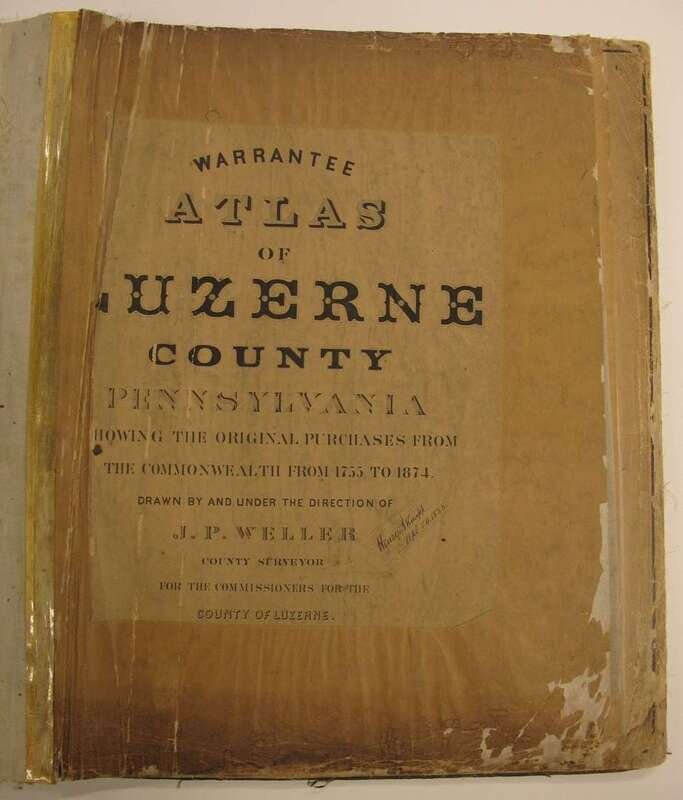 WARRANTEE
ATLAS
OF
LUZERNE
COUNTY
PENNSYLVANIA
HOWING THE ORIGINAL PURCHASES FROM
THE COMMONWEALTH FROM 1755 TO 1874.
DRAWN BY AND UNDER THE DIRECTION OF
J. P. WELLER
COUNTY SURVEYOR
FOR THE COMMISSIONERS FOR THE
COUNTY OF LUZERNE.